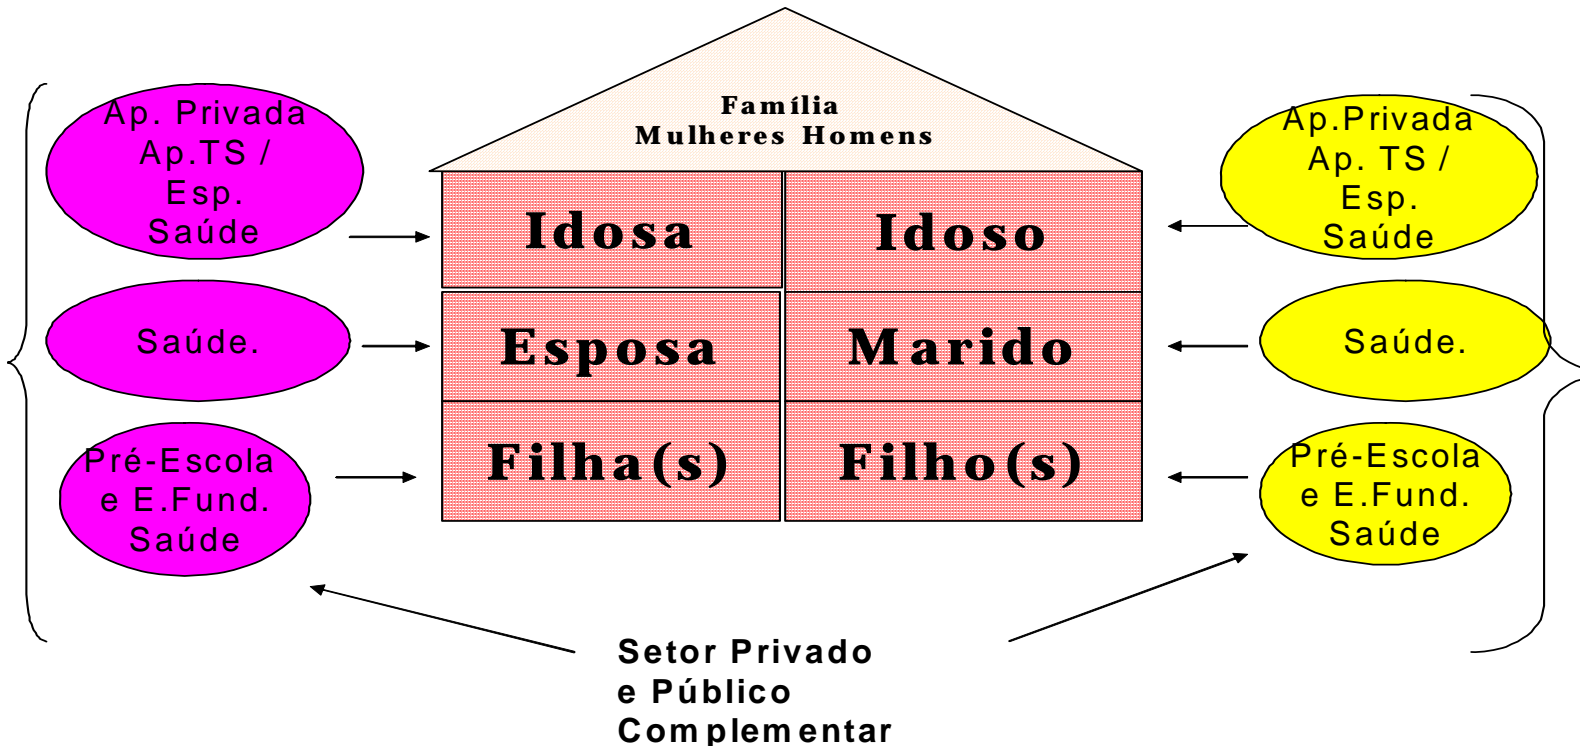 Família
Mulheres Homens
Ap. Privada
Ap.TS /
Esp.
Saúde
Idosa
Idoso
Ap.Privada
Ap. TS /
Esp.
Saúde
Saúde.
Esposa
Marido
Saúde.
Pré-Escola
e E.Fund.
Saúde
Filha(s)
Filho(s)
Pré-Escola
e E.Fund.
Saúde
Setor Privado
e Público
Complementar